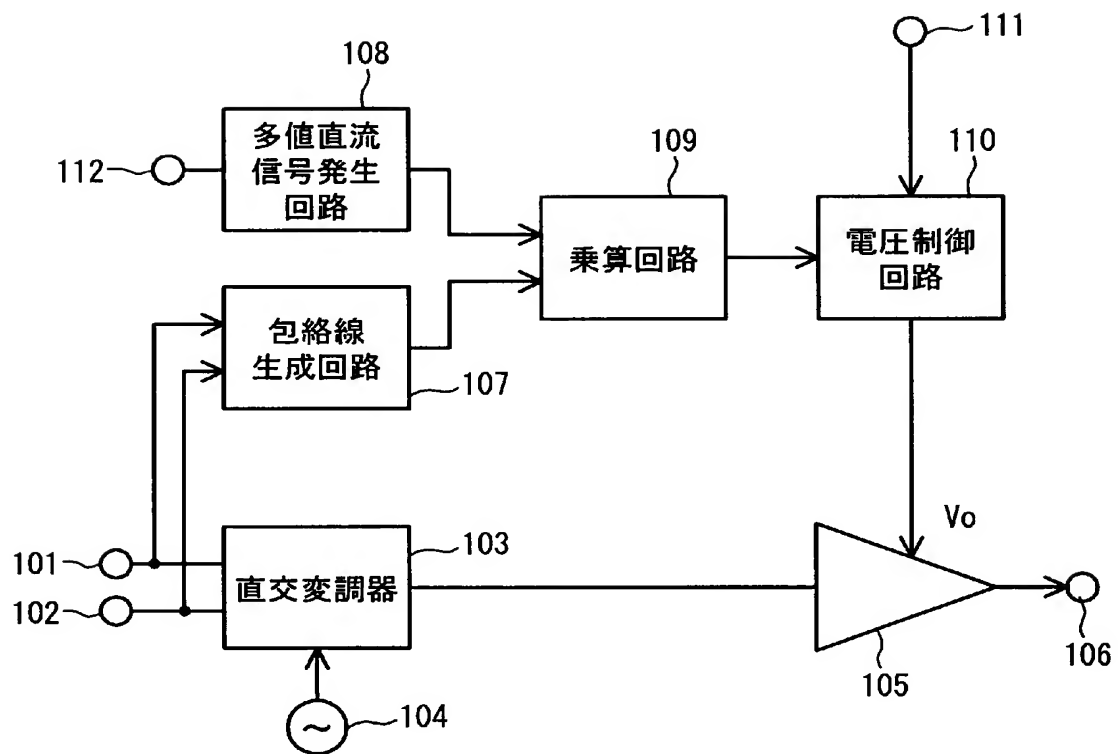 111
108
多値直流
信号発生
回路
112
109
乗算回路
110
電圧制御
回路
包絡線
生成回路
107
Vo
101
102
103
直交変調器
104
105
106